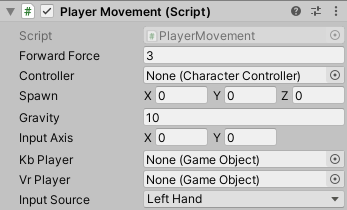 Player Movement (Script)
Script PlayerMovement
Forward Force 3
Controller None (Character Controller)
Spawn X 0 Y 0 Z 0
Gravity 10
Input Axis X 0 Y 0
Kb Player None (Game Object)
Vr Player None (Game Object)
Input Source Left Hand